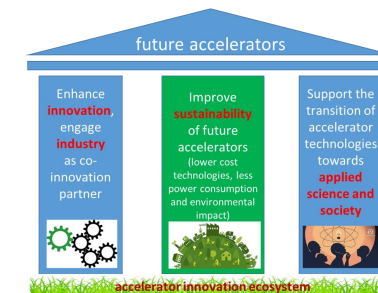 future accelerators
Enhance
innovation,
engage
industry
as co-
innovation
partner
Improve
sustainability
of future
accelerators
(lower cost
technologies, less
power consumption
and environmental
impact)
Support the
transition of
accelerator
technologies
towards
applied
science and
society
accelerator innovation ecosystem